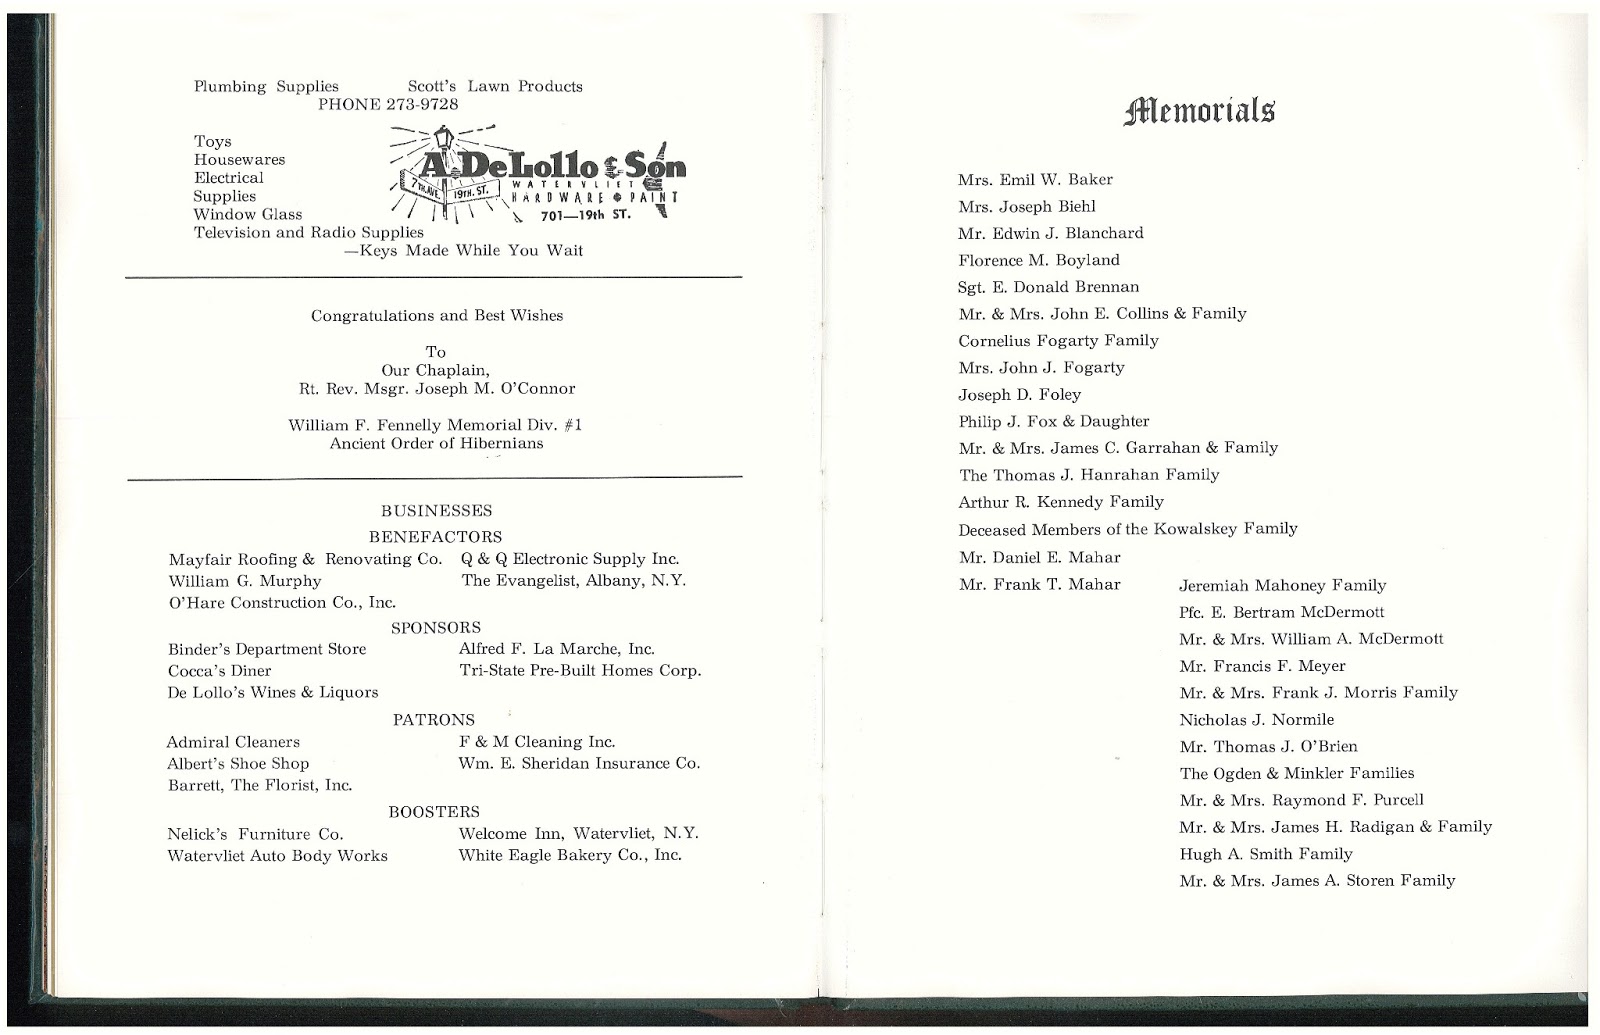 Plumbing Supplies Scott's Lawn Products
PHONE 273-9728
Toys
Housewares
Electrical
Supplies
Window Glass
Television and Radio Supplies
—Keys Made While You Wait
A. DeLollo & Son
WATERVLIET
HARDWARE PAINT
7TH. AVE. 19TH. ST.
701—19th ST.
Congratulations and Best Wishes
To
Our Chaplain,
Rt. Rev. Msgr. Joseph M. O'Connor
William F. Fennelly Memorial Div. #1
Ancient Order of Hibernians
BUSINESSES
BENEFACTORS
Mayfair Roofing & Renovating Co. Q & Q Electronic Supply Inc.
William G. Murphy The Evangelist, Albany, N.Y.
O'Hare Construction Co., Inc.
SPONSORS
Binder's Department Store Alfred F. La Marche, Inc.
Cocca's Diner Tri-State Pre-Built Homes Corp.
De Lollo's Wines & Liquors
PATRONS
Admiral Cleaners F & M Cleaning Inc.
Albert's Shoe Shop Wm. E. Sheridan Insurance Co.
Barrett, The Florist, Inc.
BOOSTERS
Nelick's Furniture Co. Welcome Inn, Watervliet, N.Y.
Watervliet Auto Body Works White Eagle Bakery Co., Inc.
Memorials
Mrs. Emil W. Baker
Mrs. Joseph Biehl
Mr. Edwin J. Blanchard
Florence M. Boyland
Sgt. E. Donald Brennan
Mr. & Mrs. John E. Collins & Family
Cornelius Fogarty Family
Mrs. John J. Fogarty
Joseph D. Foley
Philip J. Fox & Daughter
Mr. & Mrs. James C. Garrahan & Family
The Thomas J. Hanrahan Family
Arthur R. Kennedy Family
Deceased Members of the Kowalskey Family
Mr. Daniel E. Mahar
Mr. Frank T. Mahar
Jeremiah Mahoney Family
Pfc. E. Bertram McDermott
Mr. & Mrs. William A. McDermott
Mr. Francis F. Meyer
Mr. & Mrs. Frank J. Morris Family
Nicholas J. Normile
Mr. Thomas J. O'Brien
The Ogden & Minkler Families
Mr. & Mrs. Raymond F. Purcell
Mr. & Mrs. James H. Radigan & Family
Hugh A. Smith Family
Mr. & Mrs. James A. Storen Family